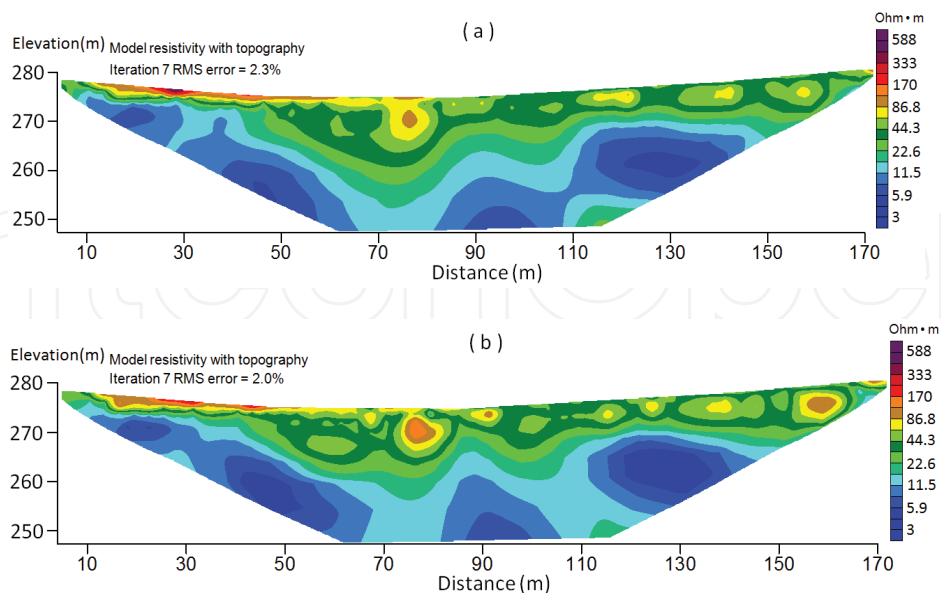 ( a )
Ohm • m
Elevation(m)
Model resistivity with topography
Iteration 7 RMS error = 2.3%
280
270
260
250
588
333
170
86.8
44.3
22.6
11.5
5.9
3
10 30 50 70 90 110 130 150 170
Distance (m)
( b )
Ohm • m
Elevation(m)
Model resistivity with topography
Iteration 7 RMS error = 2.0%
280
270
260
250
588
333
170
86.8
44.3
22.6
11.5
5.9
3
10 30 50 70 90 110 130 150 170
Distance (m)